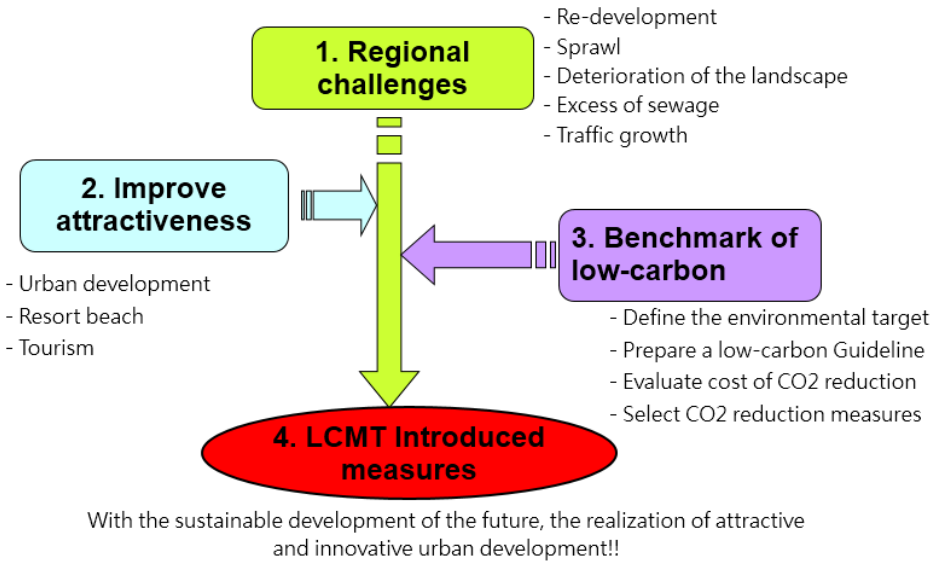 1. Regional
challenges
- Re-development
- Sprawl
- Deterioration of the landscape
- Excess of sewage
- Traffic growth
2. Improve
attractiveness
- Urban development
- Resort beach
- Tourism
3. Benchmark of
low-carbon
- Define the environmental target
- Prepare a low-carbon Guideline
- Evaluate cost of CO2 reduction
- Select CO2 reduction measures
4. LCMT Introduced
measures
With the sustainable development of the future, the realization of attractive
and innovative urban development!!